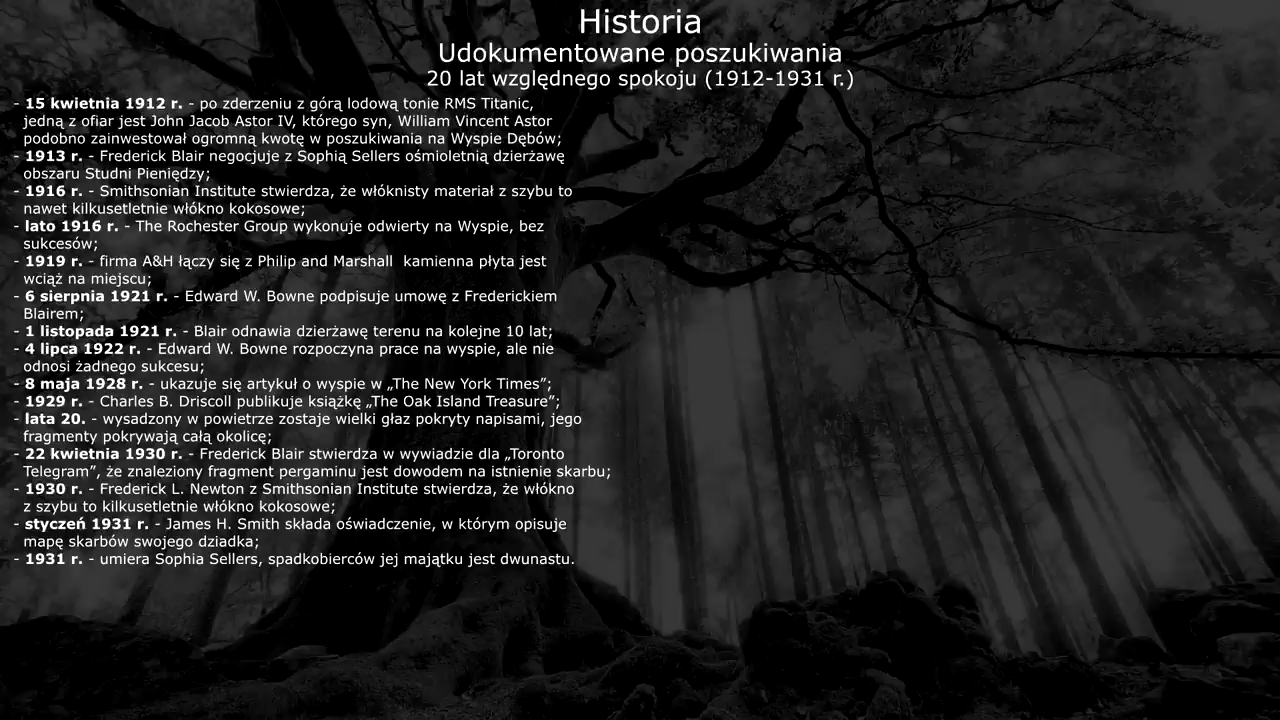 Historia
Udokumentowane poszukiwania
20 lat względnego spokoju (1912-1931 r.)
- 15 kwietnia 1912 r. - po zderzeniu z górą lodową tonie RMS Titanic,
jedną z ofiar jest John Jacob Astor IV, którego syn, William Vincent Astor
podobno zainwestował ogromną kwotę w poszukiwania na Wyspie Dębów;
- 1913 r. - Frederick Blair negocjuje z Sophią Sellers ośmioletnią dzierżawę
obszaru Studni Pieniędzy;
- 1916 r. - Smithsonian Institute stwierdza, że włóknisty materiał z szybu to
nawet kilkusetletnie włókno kokosowe;
- lato 1916 r. - The Rochester Group wykonuje odwierty na Wyspie, bez
sukcesów;
- 1919 r. - firma A&H łączy się z Philip and Marshall  kamienna płyta jest
wciąż na miejscu;
- 6 sierpnia 1921 r. - Edward W. Bowne podpisuje umowę z Frederickiem
Blairem;
- 1 listopada 1921 r. - Blair odnawia dzierżawę terenu na kolejne 10 lat;
- 4 lipca 1922 r. - Edward W. Bowne rozpoczyna prace na wyspie, ale nie
odnosi żadnego sukcesu;
- 8 maja 1928 r. - ukazuje się artykuł o wyspie w „The New York Times”;
- 1929 r. - Charles B. Driscoll publikuje książkę „The Oak Island Treasure”;
- lata 20. - wysadzony w powietrze zostaje wielki głaz pokryty napisami, jego
fragmenty pokrywają całą okolicę;
- 22 kwietnia 1930 r. - Frederick Blair stwierdza w wywiadzie dla „Toronto
Telegram”, że znaleziony fragment pergaminu jest dowodem na istnienie skarbu;
- 1930 r. - Frederick L. Newton z Smithsonian Institute stwierdza, że włókno
z szybu to kilkusetletnie włókno kokosowe;
- styczeń 1931 r. - James H. Smith składa oświadczenie, w którym opisuje
mapę skarbów swojego dziadka;
- 1931 r. - umiera Sophia Sellers, spadkobierców jej majątku jest dwunastu.